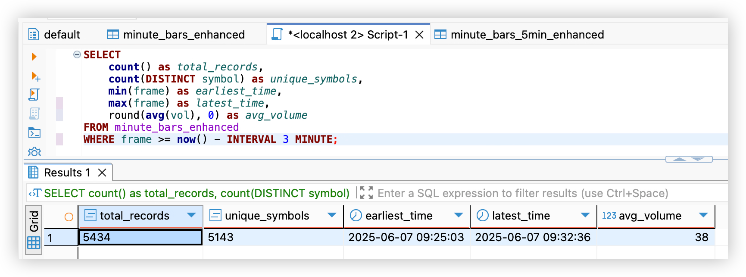 default minute_bars_enhanced *<localhost 2> Script-1 minute_bars_5min_enhanced
SELECT
count() as total_records,
count(DISTINCT symbol) as unique_symbols,
min(frame) as earliest_time,
max(frame) as latest_time,
round(avg(vol), 0) as avg_volume
FROM minute_bars_enhanced
WHERE frame >= now() - INTERVAL 3 MINUTE;
Results 1
SELECT count() as total_records, count(DISTINCT symbol) Enter a SQL expression to filter results (use Ctrl+Space)
Grid
total_records unique_symbols earliest_time latest_time 123 avg_volume
1 5434 5143 2025-06-07 09:25:03 2025-06-07 09:32:36 38